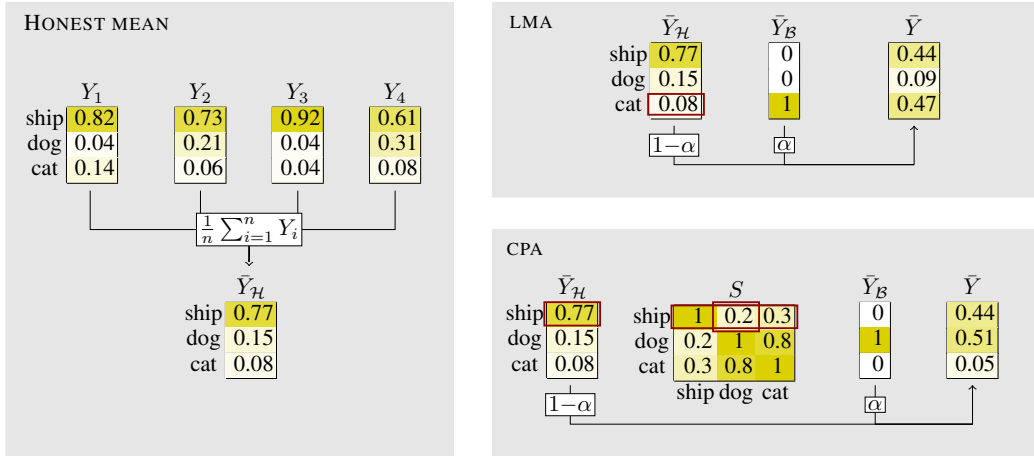 HONEST MEAN
Y₁ Y₂ Y₃ Y₄
ship 0.82 0.73 0.92 0.61
dog 0.04 0.21 0.04 0.31
cat 0.14 0.06 0.04 0.08
1/n ∑ⁿᵢ₌₁ Yᵢ
Ȳ_ℋ
ship 0.77
dog 0.15
cat 0.08
LMA
Ȳ_ℋ Ȳ_ℬ Ȳ
ship 0.77 0 0.44
dog 0.15 0 0.09
cat 0.08 1 0.47
1−α α
CPA
Ȳ_ℋ S Ȳ_ℬ Ȳ
ship 0.77 ship 1 0.2 0.3 0 0.44
dog 0.15 dog 0.2 1 0.8 1 0.51
cat 0.08 cat 0.3 0.8 1 0 0.05
ship dog cat
1−α α